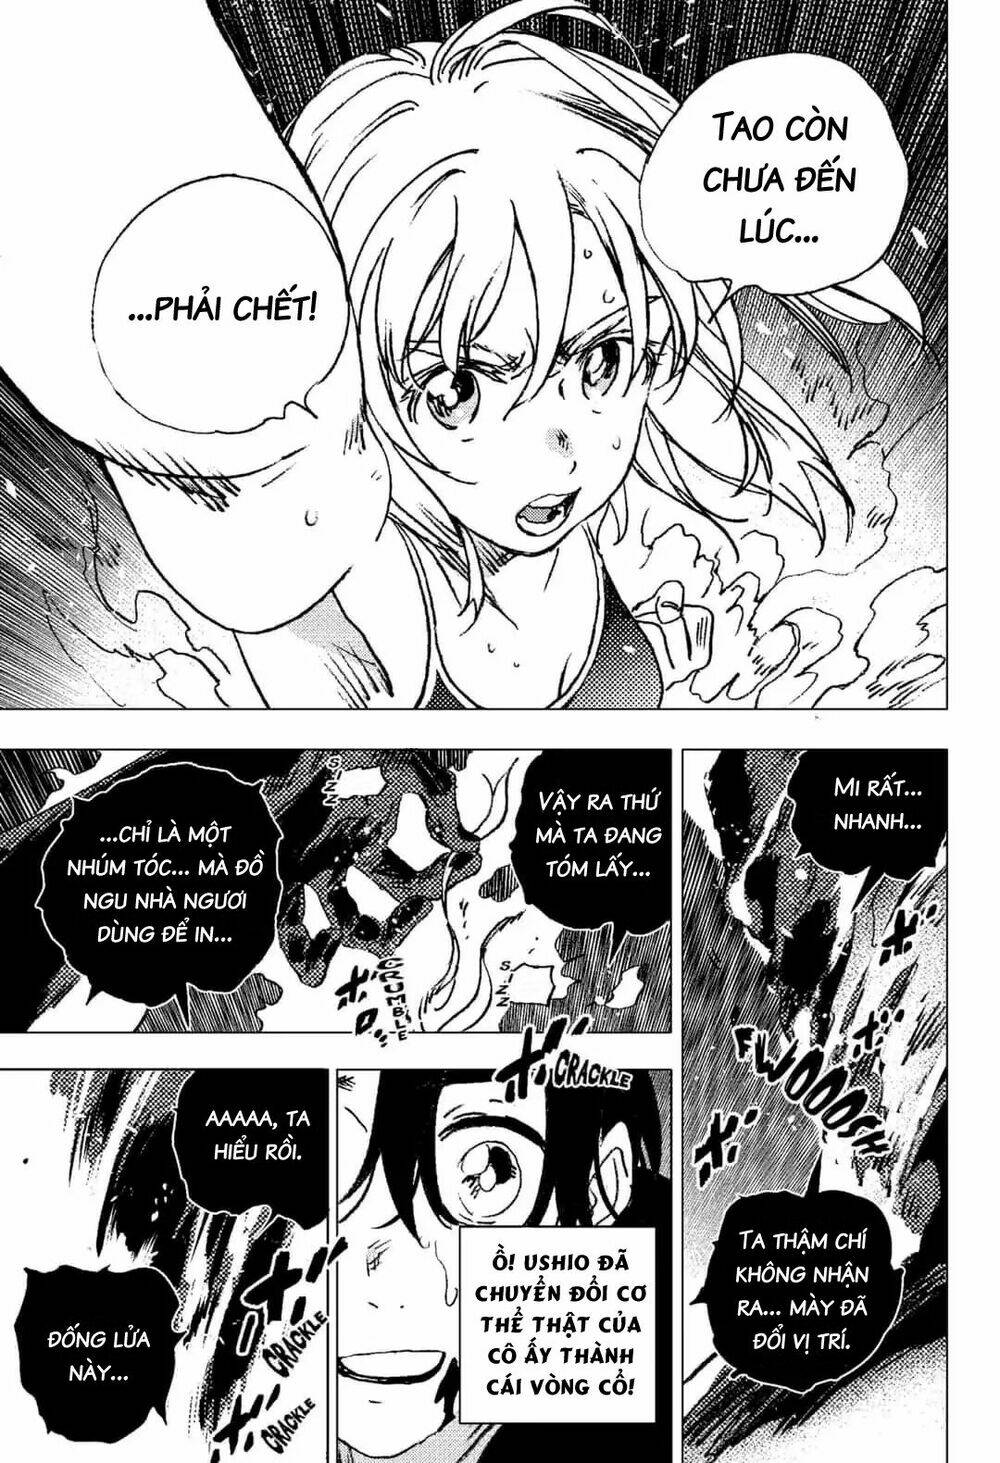 TAO CÒN
CHƯA ĐẾN
LÚC...
...PHẢI CHẾT!
MI RẤT...
NHANH...
FWOOOOSH
TA THẬM CHÍ
KHÔNG NHẬN
RA... MÀY ĐÃ
ĐỔI VỊ TRÍ.
VẬY RA THỨ
MÀ TA ĐANG
TÓM LẤY...
SIZZ
SIZZ
CRUMBLE
...CHỈ LÀ MỘT
NHÚM TÓC... MÀ ĐỒ
NGU NHÀ NGƯƠI
DÙNG ĐỂ IN...
CRACKLE
Ồ! USHIO ĐÃ
CHUYỂN ĐỔI CƠ
THỂ THẬT CỦA
CÔ ẤY THÀNH
CÁI VÒNG CỔ!
AAAAA, TA
HIỂU RỒI.
CRACKLE
CRACKLE
ĐỐNG LỬA
NÀY...